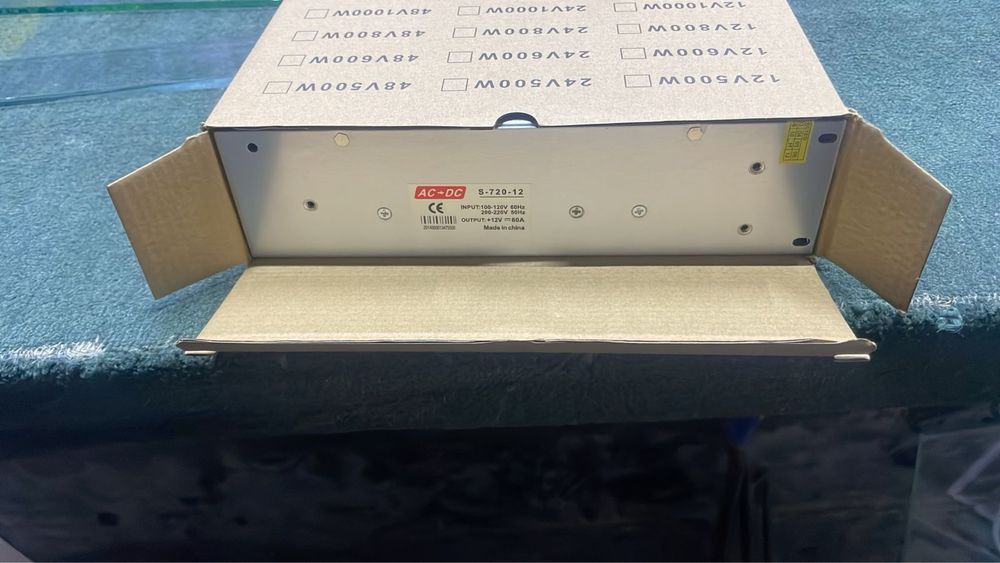 12V1000W 24V1000W 48V1000W
12V800W 24V800W 48V800W
12V600W 24V600W 48V600W
12V500W 24V500W 48V500W
AC→DC S-720-12
CE
INPUT:100-120V 60Hz
200-220V 50Hz
OUTPUT:+12V⎓60A
Made in china